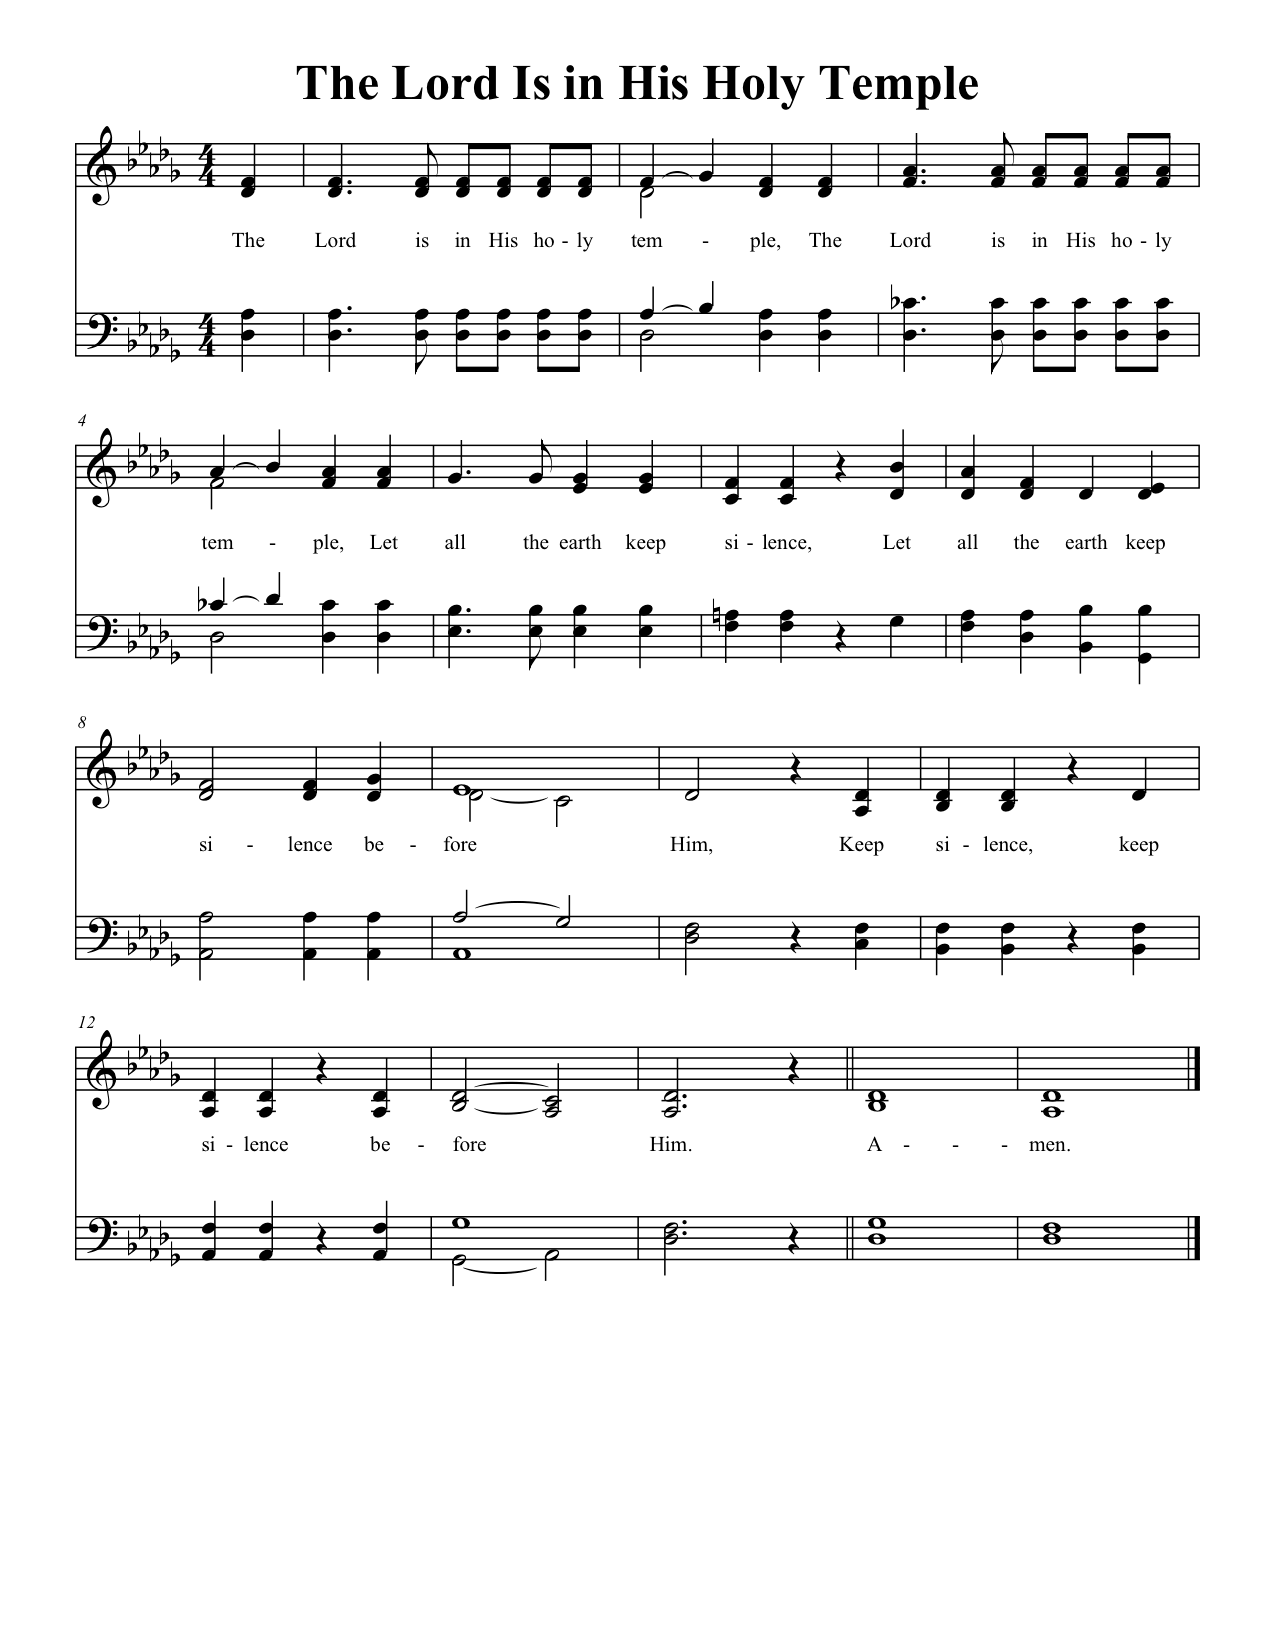 The Lord Is in His Holy Temple
4
4
The Lord is in His ho - ly tem - ple, The Lord is in His ho - ly
4
4
4
tem - ple, Let all the earth keep si - lence, Let all the earth keep
8
si - lence be - fore Him, Keep si - lence, keep
12
si - lence be - fore Him. A - - - men.